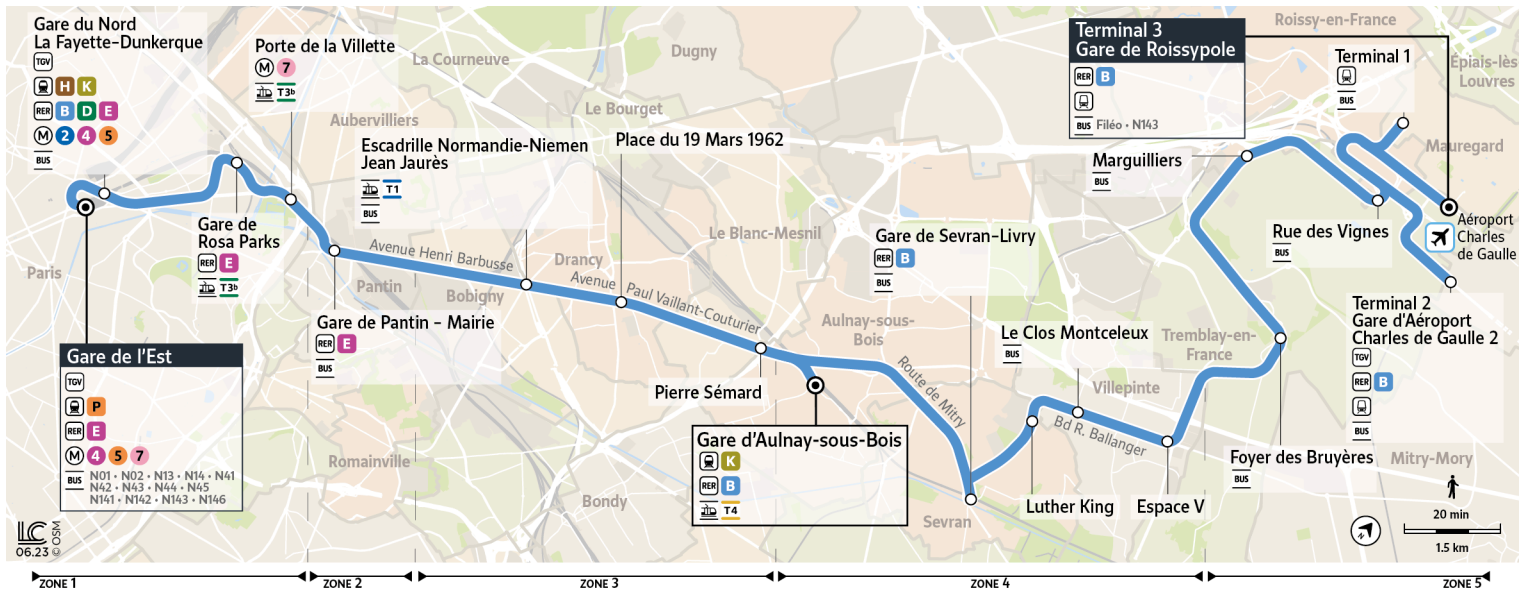 Gare du Nord
La Fayette–Dunkerque
TGV
H K
RER B D E
M 2 4 5
BUS
Porte de la Villette
M 7
T3b
La Courneuve
Dugny
Le Bourget
Aubervilliers
Terminal 3
Gare de Roissypole
RER B
BUS Filéo • N143
Roissy-en-France
Terminal 1
BUS
Épiais-lès
Louvres
Mauregard
Escadrille Normandie-Niemen
Jean Jaurès
T1
BUS
Place du 19 Mars 1962
Marguilliers
BUS
Gare de
Rosa Parks
RER E
T3b
Paris
Avenue Henri Barbusse
Pantin
Bobigny
Drancy
Avenue Paul Vaillant-Couturier
Le Blanc-Mesnil
Gare de Sevran–Livry
RER B
BUS
Rue des Vignes
BUS
Aéroport
Charles
de Gaulle
Gare de Pantin - Mairie
RER E
BUS
Aulnay-sous-
Bois
Route de Mitry
Le Clos Montceleux
BUS
Tremblay-en-
France
Villepinte
Bd R. Ballanger
Terminal 2
Gare d'Aéroport
Charles de Gaulle 2
TGV
RER B
BUS
Gare de l'Est
TGV
P
RER E
M 4 5 7
BUS N01 • N02 • N13 • N14 • N41
N42 • N43 • N44 • N45
N141 • N142 • N143 • N146
Pierre Sémard
Gare d'Aulnay-sous-Bois
K
RER B
T4
Romainville
Bondy
Sevran
Luther King
Espace V
Foyer des Bruyères
BUS
Mitry-Mory
20 min
1.5 km
N
LC
06.23
© OSM
ZONE 1
ZONE 2
ZONE 3
ZONE 4
ZONE 5